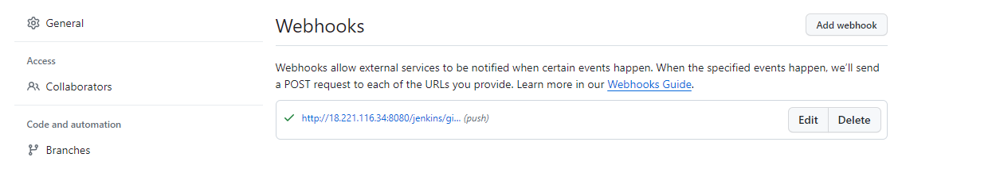 General
Access
Collaborators
Code and automation
Branches
Webhooks
Add webhook
Webhooks allow external services to be notified when certain events happen. When the specified events happen, we’ll send
a POST request to each of the URLs you provide. Learn more in our Webhooks Guide.
http://18.221.116.34:8080/jenkins/gi... (push)
Edit
Delete